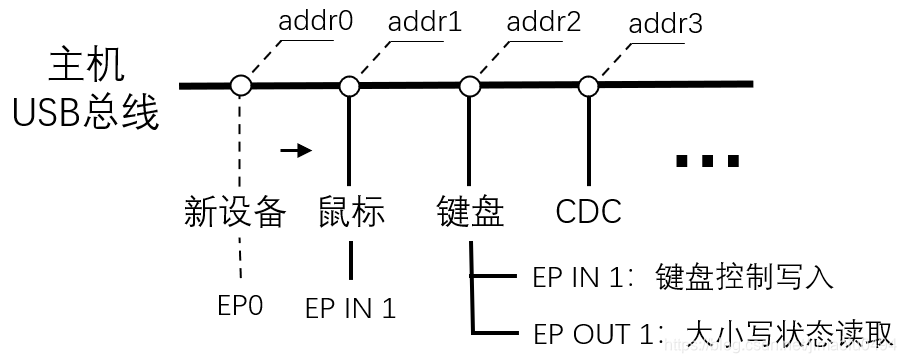 addr0
addr1
addr2
addr3
主机
USB总线
新设备
鼠标
键盘
CDC
EP0
EP IN 1
EP IN 1：键盘控制写入
EP OUT 1：大小写状态读取